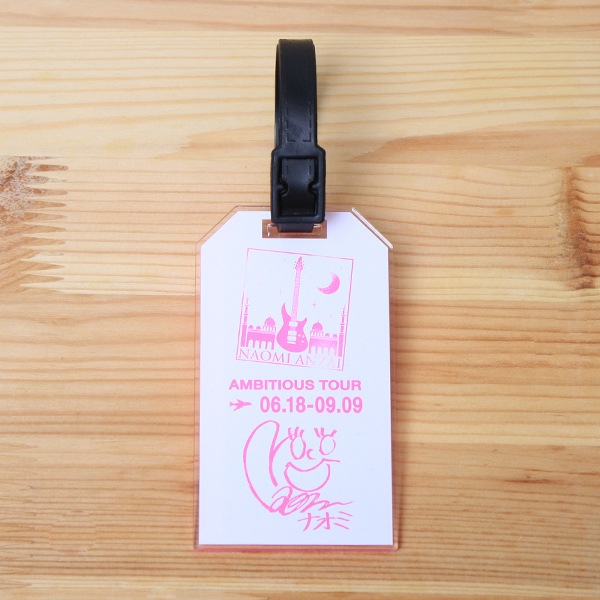 NAOMI ANZAI
AMBITIOUS TOUR
06.18-09.09
ナオミ